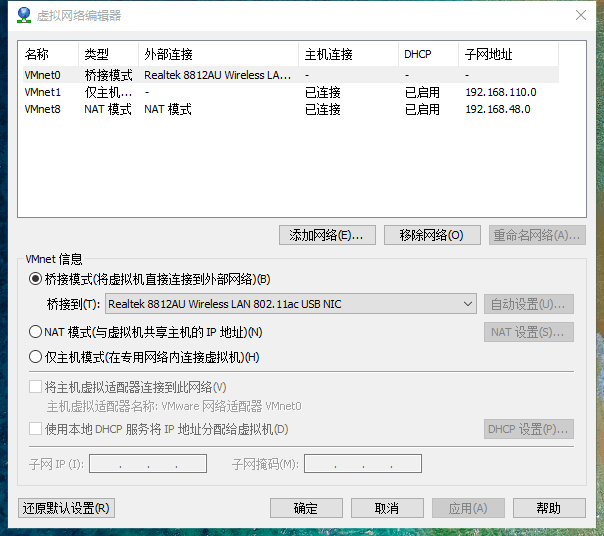 虚拟网络编辑器
名称 类型 外部连接 主机连接 DHCP 子网地址
VMnet0 桥接模式 Realtek 8812AU Wireless LA... - - -
VMnet1 仅主机... - 已连接 已启用 192.168.110.0
VMnet8 NAT 模式 NAT 模式 已连接 已启用 192.168.48.0
添加网络(E)... 移除网络(O) 重命名网络(A)...
VMnet 信息
桥接模式(将虚拟机直接连接到外部网络)(B)
桥接到(T): Realtek 8812AU Wireless LAN 802.11ac USB NIC 自动设置(U)...
NAT 模式(与虚拟机共享主机的 IP 地址)(N) NAT 设置(S)...
仅主机模式(在专用网络内连接虚拟机)(H)
将主机虚拟适配器连接到此网络(V)
主机虚拟适配器名称: VMware 网络适配器 VMnet0
使用本地 DHCP 服务将 IP 地址分配给虚拟机(D) DHCP 设置(P)...
子网 IP (I): . . . 子网掩码(M): . . .
还原默认设置(R) 确定 取消 应用(A) 帮助